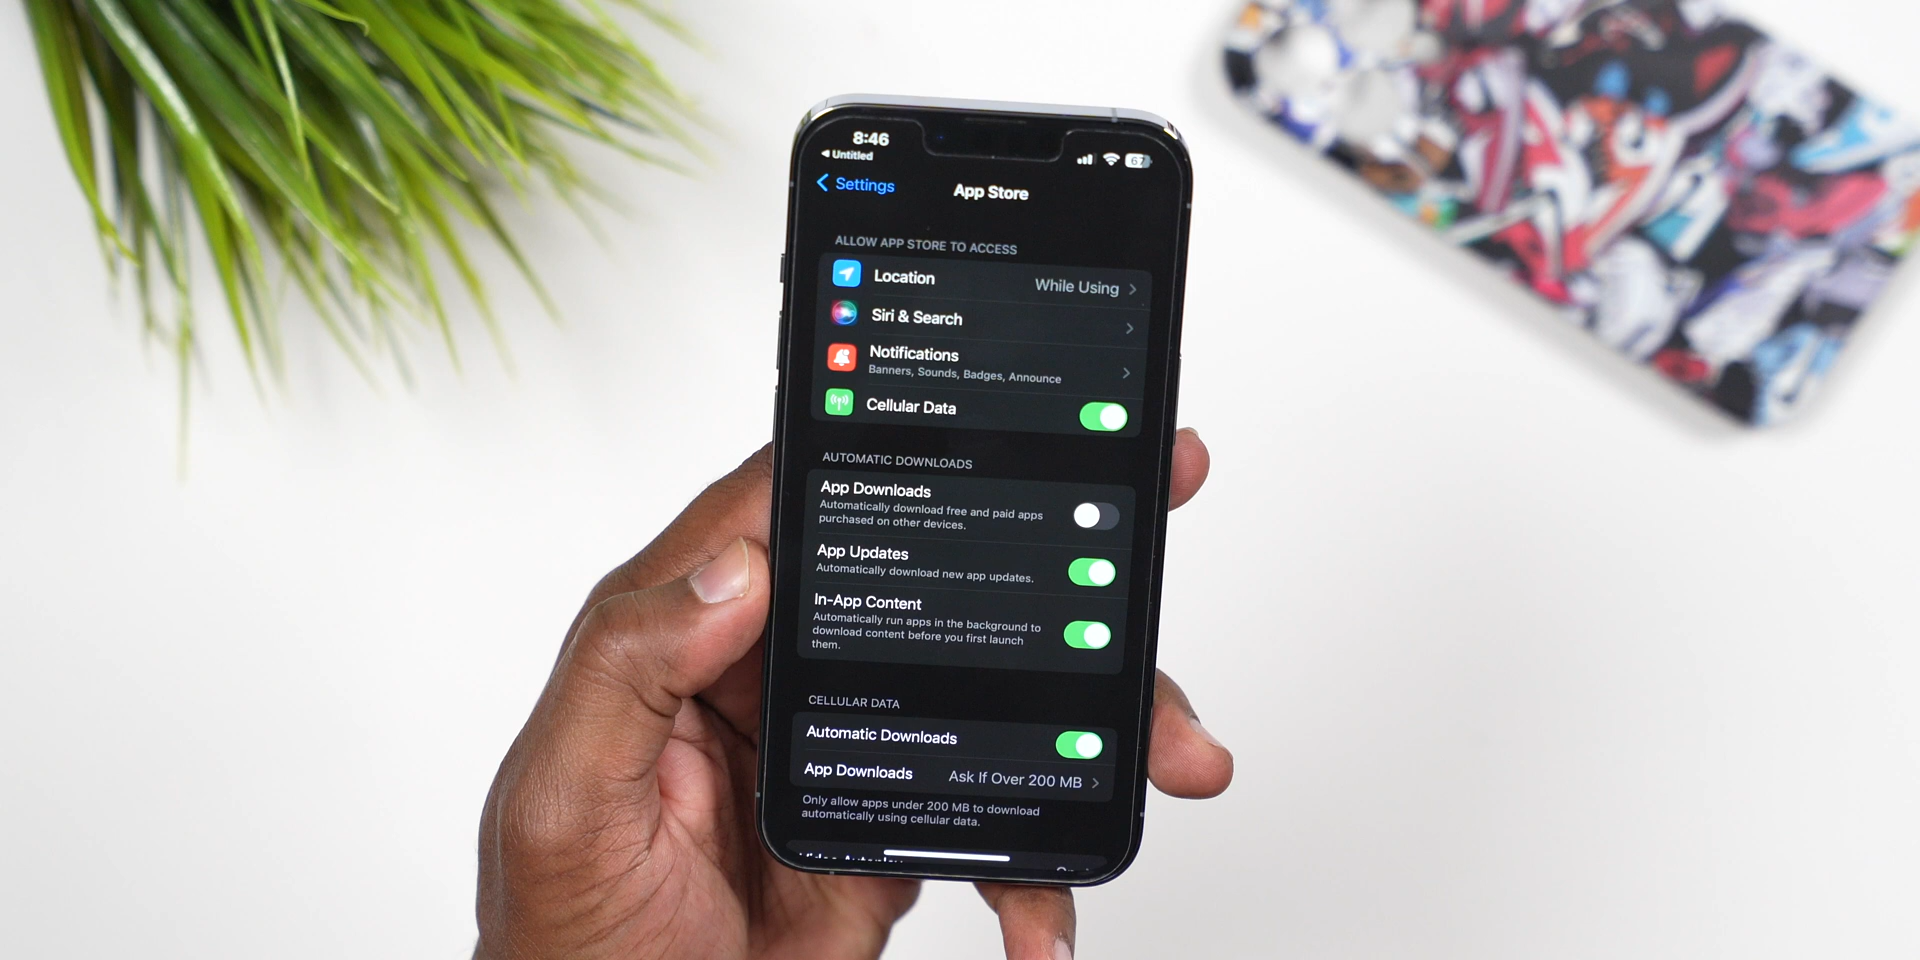 8:46
Untitled
67
Settings
App Store
ALLOW APP STORE TO ACCESS
Location While Using
Siri & Search
Notifications
Banners, Sounds, Badges, Announce
Cellular Data
AUTOMATIC DOWNLOADS
App Downloads
Automatically download free and paid apps
purchased on other devices.
App Updates
Automatically download new app updates.
In-App Content
Automatically run apps in the background to
download content before you first launch
them.
CELLULAR DATA
Automatic Downloads
App Downloads Ask If Over 200 MB
Only allow apps under 200 MB to download
automatically using cellular data.
Video Autoplay